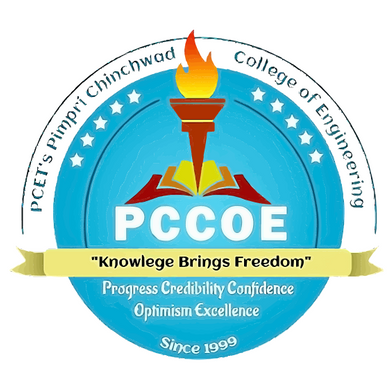 PCET's Pimpri Chinchwad College of Engineering
PCCOE
"Knowlege Brings Freedom"
Progress Credibility Confidence
Optimism Excellence
Since 1999